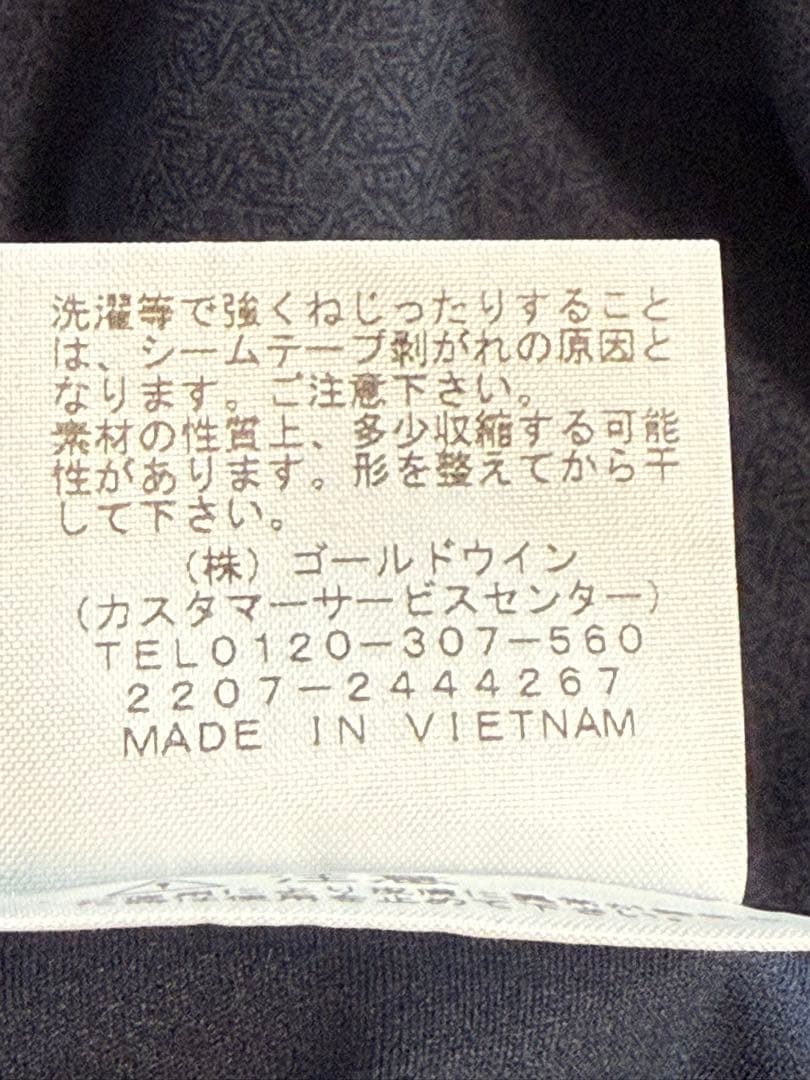 洗濯等で強くねじったりすること
は、シームテープ剥がれの原因と
なります。ご注意下さい。
素材の性質上、多少収縮する可能
性があります。形を整えてから干
して下さい。
(株) ゴールドウイン
(カスタマーサービスセンター)
TEL0120-307-560
2207-2444267
MADE IN VIETNAM